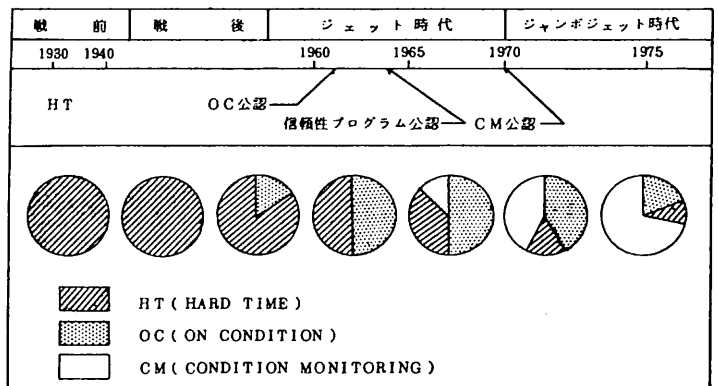 戦 前 戦 後 ジェット時代 ジャンボジェット時代
1930 1940 1960 1965 1970 1975
HT OC公認
信頼性プログラム公認 CM公認
HT(HARD TIME)
OC(ON CONDITION)
CM(CONDITION MONITORING)